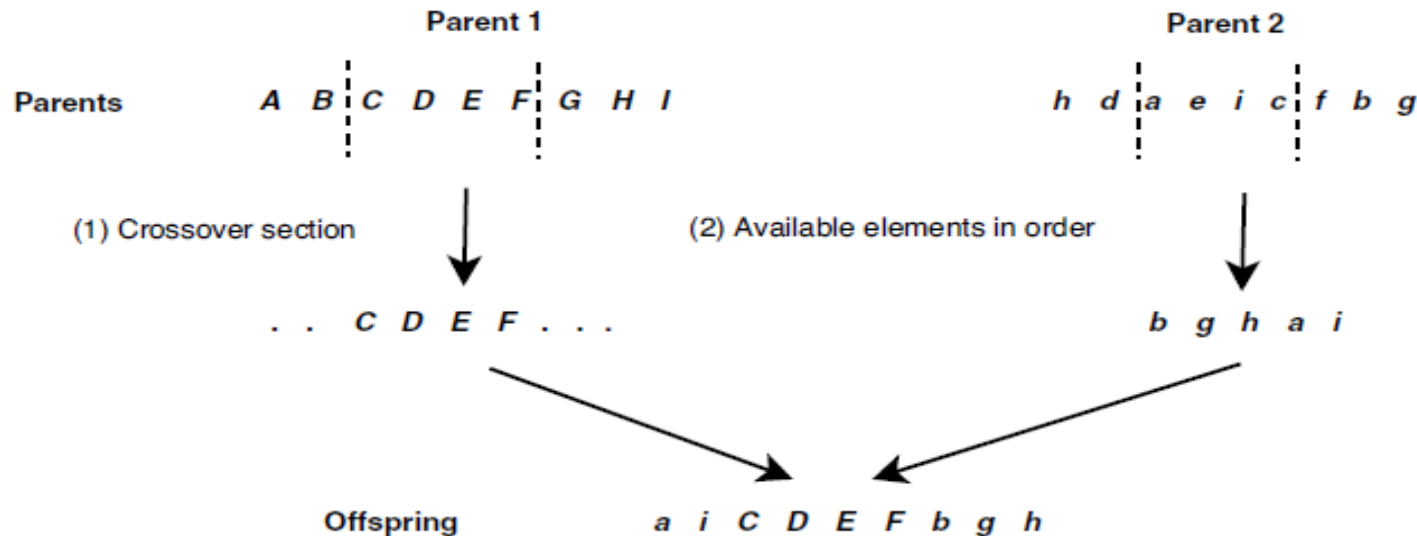 Parent 1 Parent 2
Parents A B C D E F G H I h d a e i c f b g
(1) Crossover section (2) Available elements in order
. . C D E F . . . b g h a i
Offspring a i C D E F b g h